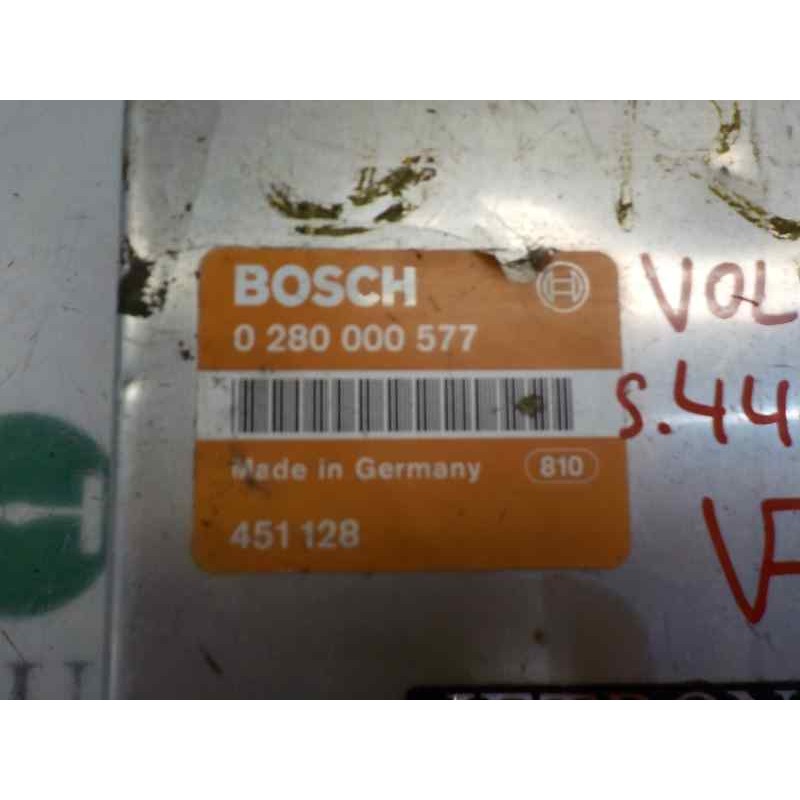 BOSCH
0 280 000 577
VOL
S.44
Made in Germany 810
451 128